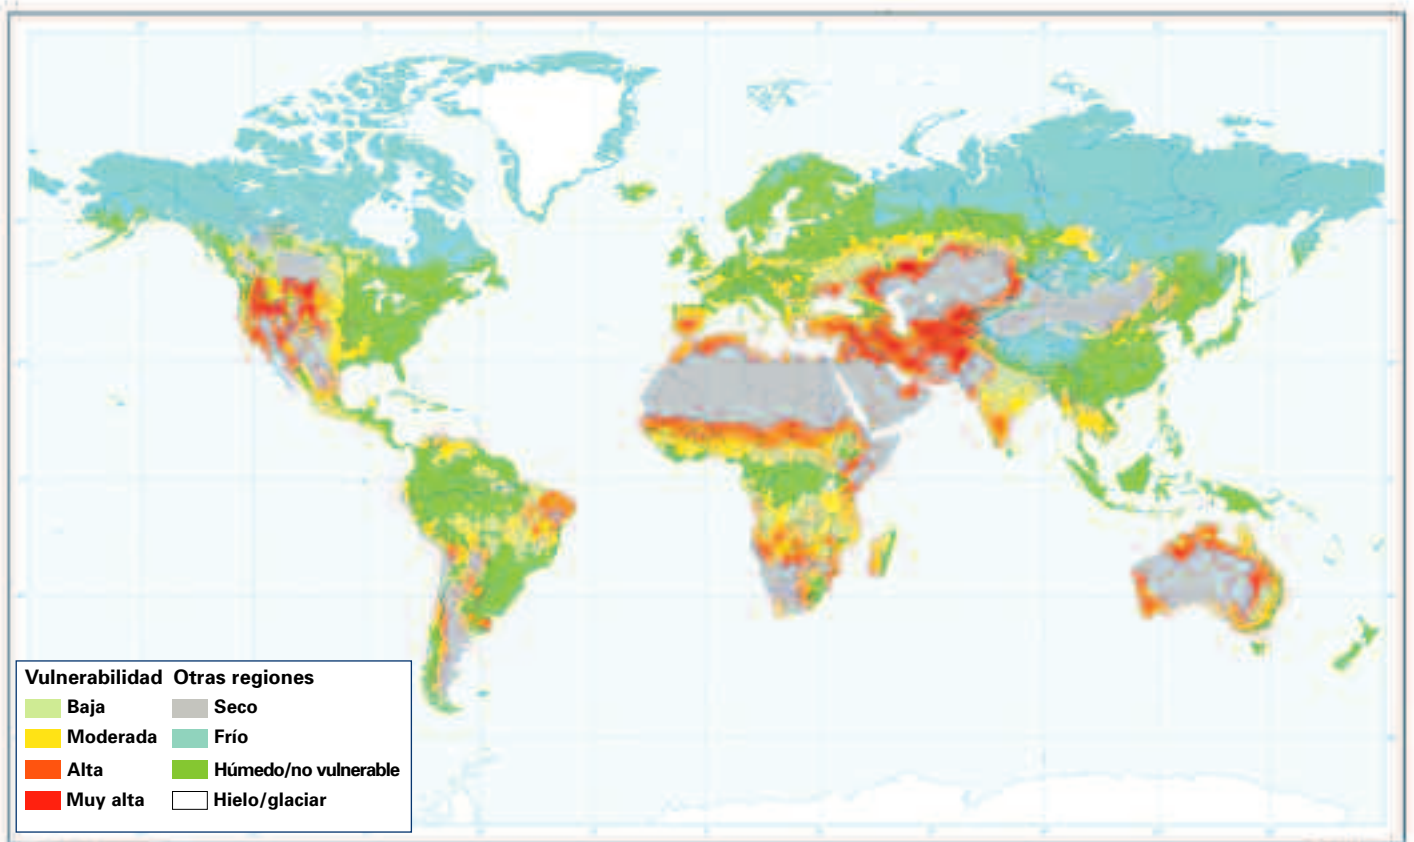 Vulnerabilidad Otras regiones
Baja Seco
Moderada Frío
Alta Húmedo/no vulnerable
Muy alta Hielo/glaciar